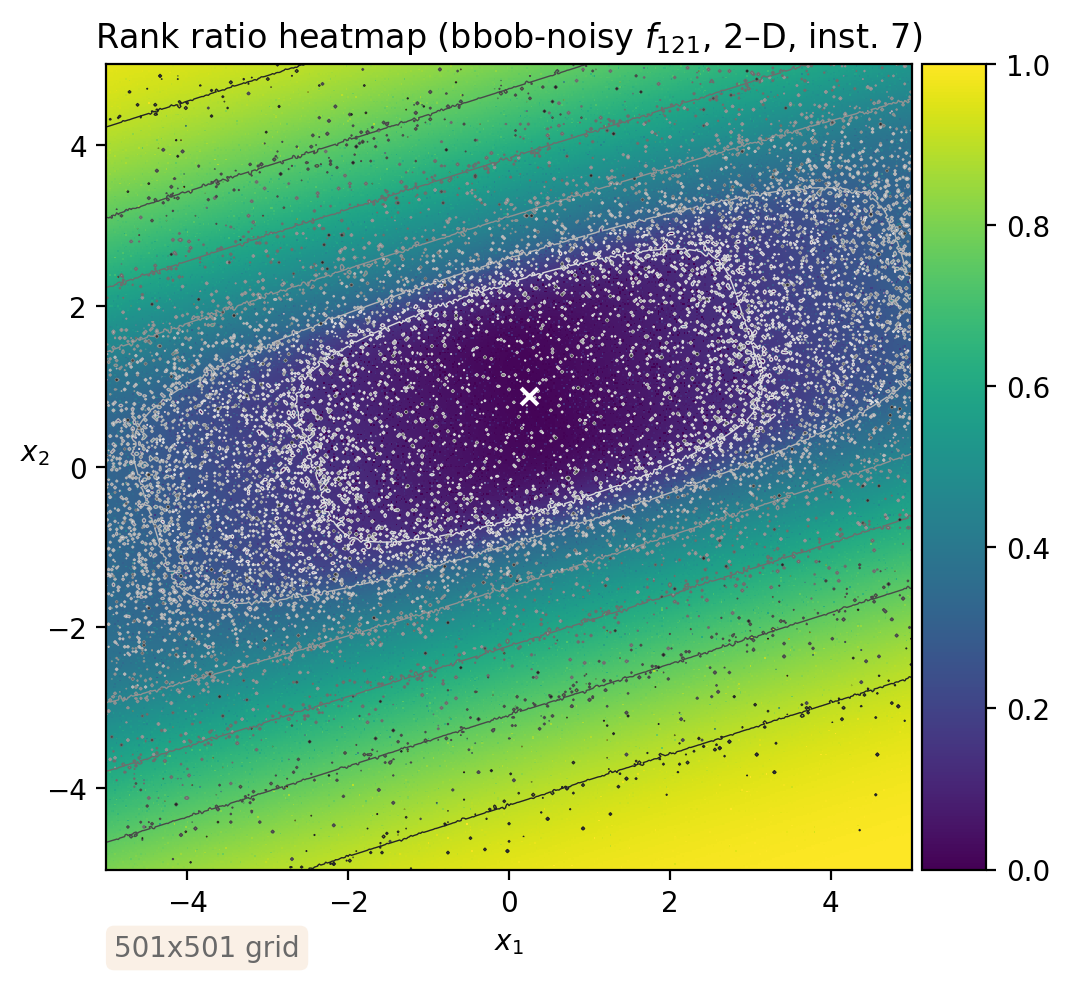 Rank ratio heatmap (bbob-noisy f₁₂₁, 2–D, inst. 7)
1.0
0.8
0.6
0.4
0.2
0.0
4
2
0
−2
−4
x₂
−4 −2 0 2 4
x₁
501x501 grid